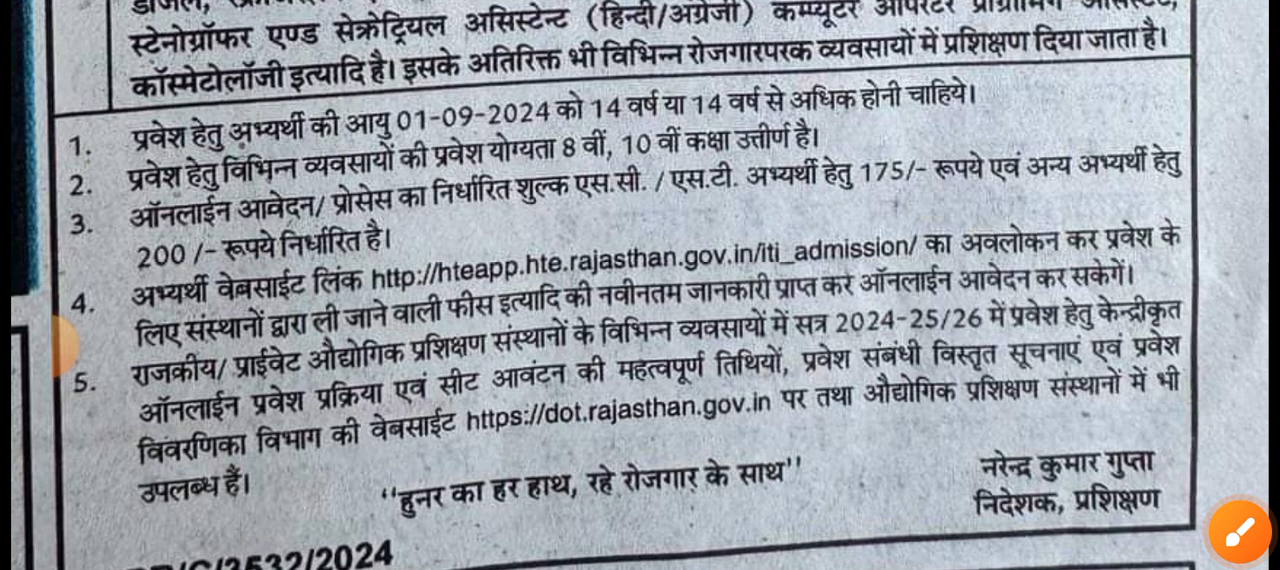 स्टेनोग्रॉफर एण्ड सेक्रेट्रियल असिस्टेन्ट (हिन्दी/अंग्रेजी) कम्प्यूटर ऑपरेटर
कॉस्मेटोलॉजी इत्यादि है। इसके अतिरिक्त भी विभिन्न रोजगारपरक व्यवसायों में प्रशिक्षण दिया जाता है।
1. प्रवेश हेतु अभ्यर्थी की आयु 01-09-2024 को 14 वर्ष या 14 वर्ष से अधिक होनी चाहिये।
2. प्रवेश हेतु विभिन्न व्यवसायों की प्रवेश योग्यता 8 वीं, 10 वीं कक्षा उत्तीर्ण है।
3. ऑनलाईन आवेदन/ प्रोसेस का निर्धारित शुल्क एस.सी. / एस.टी. अभ्यर्थी हेतु 175/- रूपये एवं अन्य अभ्यर्थी हेतु
200 /- रूपये निर्धारित है।
4. अभ्यर्थी वेबसाईट लिंक http://hteapp.hte.rajasthan.gov.in/iti_admission/ का अवलोकन कर प्रवेश के
लिए संस्थानों द्वारा ली जाने वाली फीस इत्यादि की नवीनतम जानकारी प्राप्त कर ऑनलाईन आवेदन कर सकेगें।
5. राजकीय/ प्राईवेट औद्योगिक प्रशिक्षण संस्थानों के विभिन्न व्यवसायों में सत्र 2024-25/26 में प्रवेश हेतु केन्द्रीकृत
ऑनलाईन प्रवेश प्रक्रिया एवं सीट आवंटन की महत्वपूर्ण तिथियों, प्रवेश संबंधी विस्तृत सूचनाएं एवं प्रवेश
विवरणिका विभाग की वेबसाईट https://dot.rajasthan.gov.in पर तथा औद्योगिक प्रशिक्षण संस्थानों में भी
उपलब्ध है।
‘‘हुनर का हर हाथ, रहे रोजगार के साथ’’
नरेन्द्र कुमार गुप्ता
निदेशक, प्रशिक्षण
/C/3532/2024